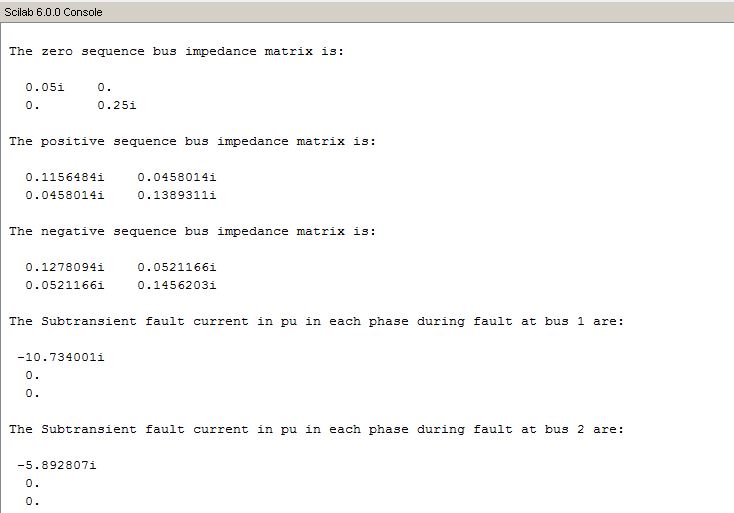 Scilab 6.0.0 Console
The zero sequence bus impedance matrix is:
0.05i 0.
0. 0.25i
The positive sequence bus impedance matrix is:
0.1156484i 0.0458014i
0.0458014i 0.1389311i
The negative sequence bus impedance matrix is:
0.1278094i 0.0521166i
0.0521166i 0.1456203i
The Subtransient fault current in pu in each phase during fault at bus 1 are:
-10.734001i
0.
0.
The Subtransient fault current in pu in each phase during fault at bus 2 are:
-5.892807i
0.
0.